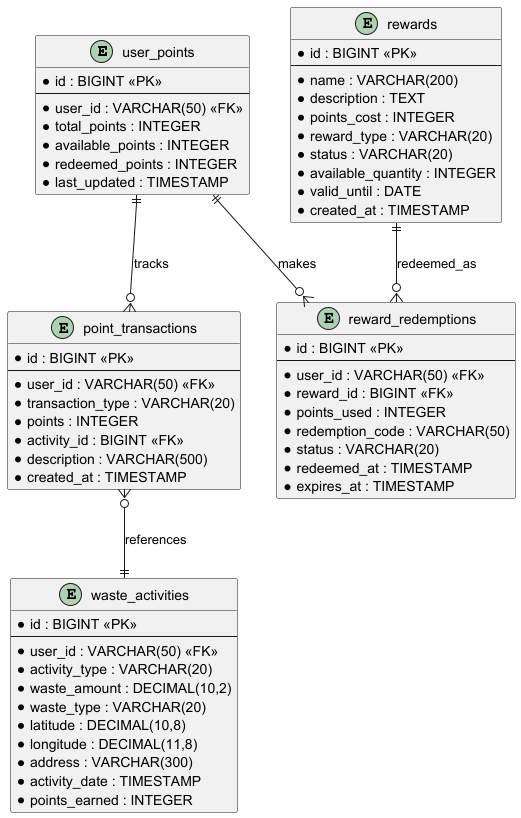 E user_points
id : BIGINT «PK»
user_id : VARCHAR(50) «FK»
total_points : INTEGER
available_points : INTEGER
redeemed_points : INTEGER
last_updated : TIMESTAMP
E rewards
id : BIGINT «PK»
name : VARCHAR(200)
description : TEXT
points_cost : INTEGER
reward_type : VARCHAR(20)
status : VARCHAR(20)
available_quantity : INTEGER
valid_until : DATE
created_at : TIMESTAMP
tracks
makes
redeemed_as
E point_transactions
id : BIGINT «PK»
user_id : VARCHAR(50) «FK»
transaction_type : VARCHAR(20)
points : INTEGER
activity_id : BIGINT «FK»
description : VARCHAR(500)
created_at : TIMESTAMP
E reward_redemptions
id : BIGINT «PK»
user_id : VARCHAR(50) «FK»
reward_id : BIGINT «FK»
points_used : INTEGER
redemption_code : VARCHAR(50)
status : VARCHAR(20)
redeemed_at : TIMESTAMP
expires_at : TIMESTAMP
references
E waste_activities
id : BIGINT «PK»
user_id : VARCHAR(50) «FK»
activity_type : VARCHAR(20)
waste_amount : DECIMAL(10,2)
waste_type : VARCHAR(20)
latitude : DECIMAL(10,8)
longitude : DECIMAL(11,8)
address : VARCHAR(300)
activity_date : TIMESTAMP
points_earned : INTEGER